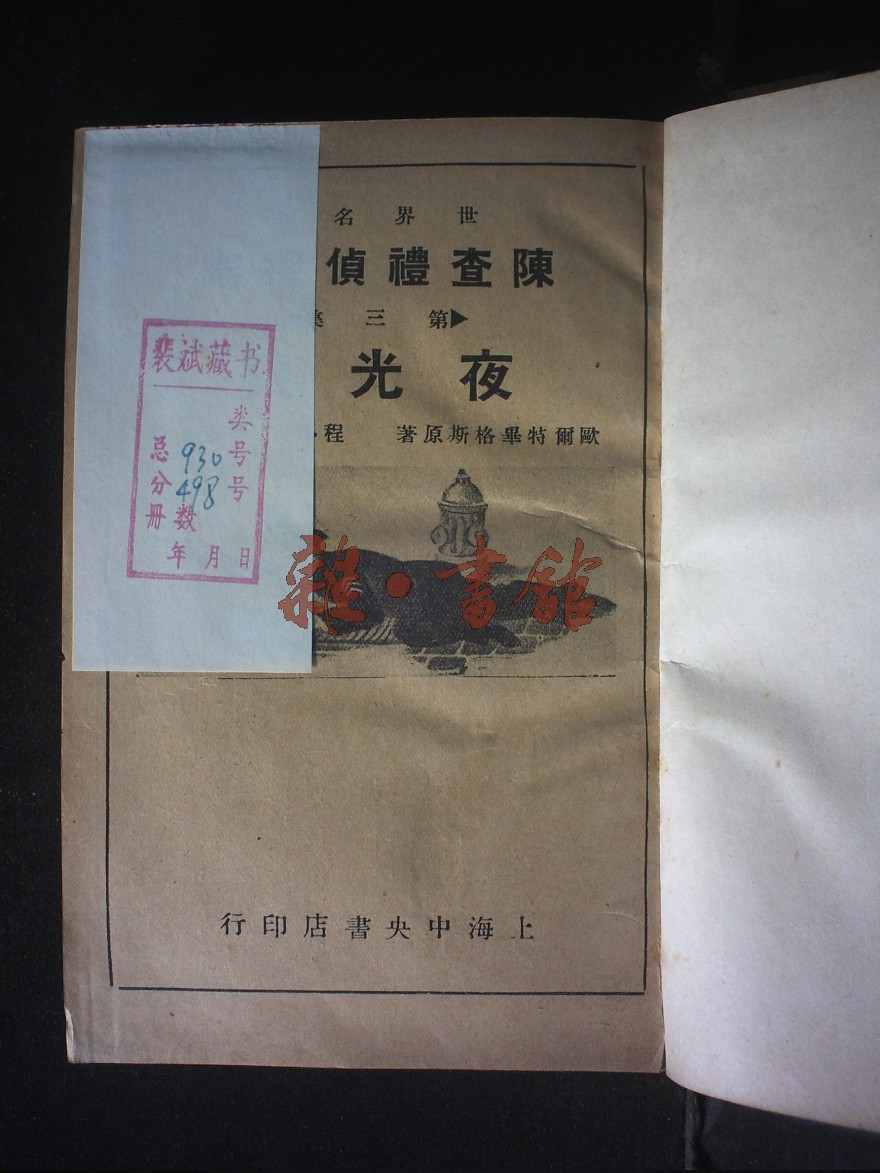 世界名
陳查禮偵
▶第三集
夜光
歐爾特畢格斯原著 程
上海中央書店印行
裴斌藏书
类号 930
总号 498
分册数
年月日
雜·書館